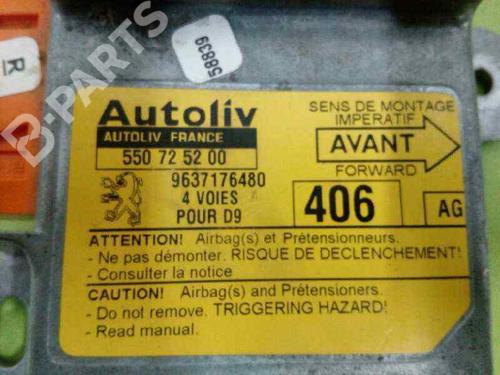 58839
R
B-PARTS
Autoliv
AUTOLIV FRANCE
550 72 52 00
9637176480
4 VOIES
POUR D9
SENS DE MONTAGE
IMPERATIF
AVANT
FORWARD
406
AG
ATTENTION! Airbag(s) et Prétensionneurs.
- Ne pas démonter. RISQUE DE DECLENCHEMENT!
- Consulter la notice
CAUTION! Airbag(s) and Prétensioners.
- Do not remove. TRIGGERING HAZARD!
- Read manual.